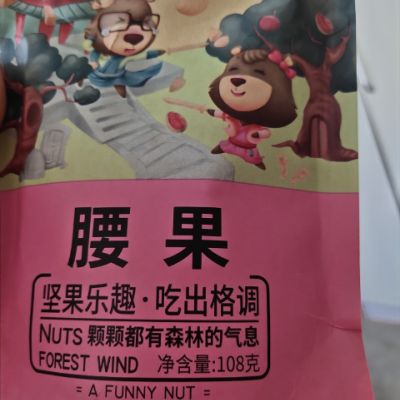 腰果
坚果乐趣·吃出格调
NUTS 颗颗都有森林的气息
FOREST WIND 净含量:108克
= A FUNNY NUT =